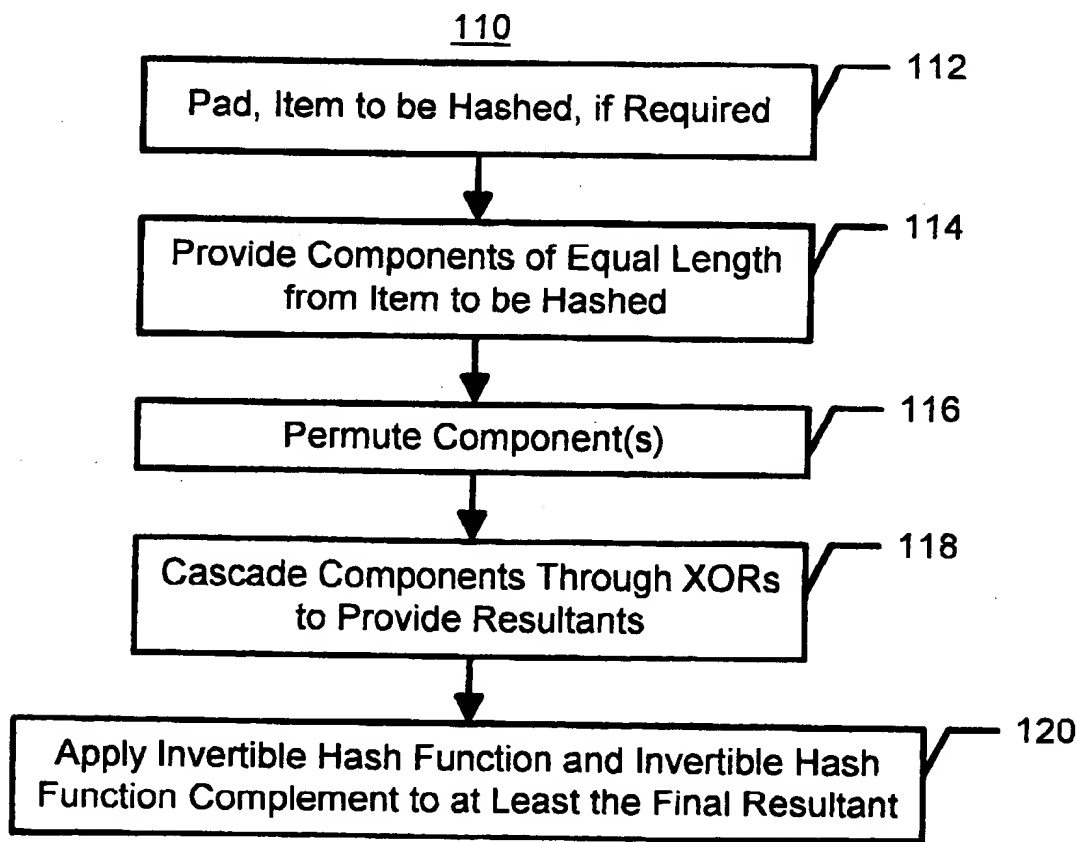 110
112
Pad, Item to be Hashed, if Required
114
Provide Components of Equal Length
from Item to be Hashed
116
Permute Component(s)
118
Cascade Components Through XORs
to Provide Resultants
120
Apply Invertible Hash Function and Invertible Hash
Function Complement to at Least the Final Resultant